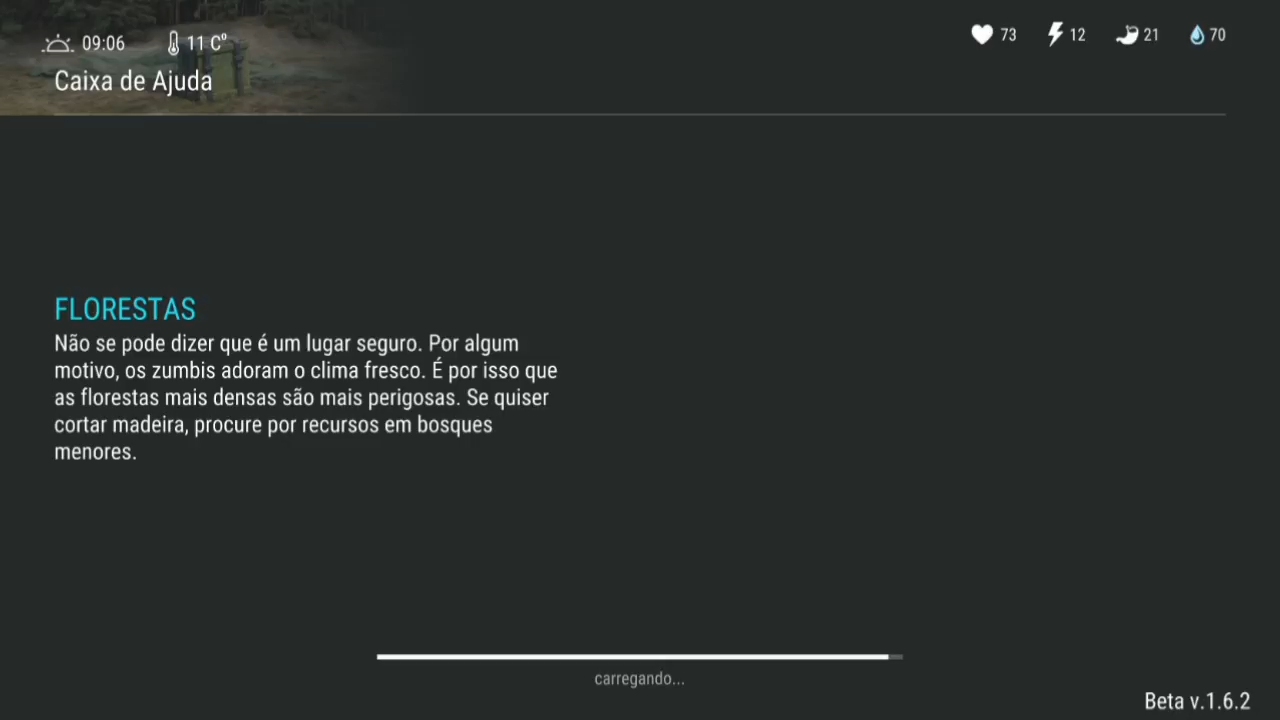 09:06 11 Cº 73 12 21 70
Caixa de Ajuda
FLORESTAS
Não se pode dizer que é um lugar seguro. Por algum
motivo, os zumbis adoram o clima fresco. É por isso que
as florestas mais densas são mais perigosas. Se quiser
cortar madeira, procure por recursos em bosques
menores.
carregando...
Beta v.1.6.2